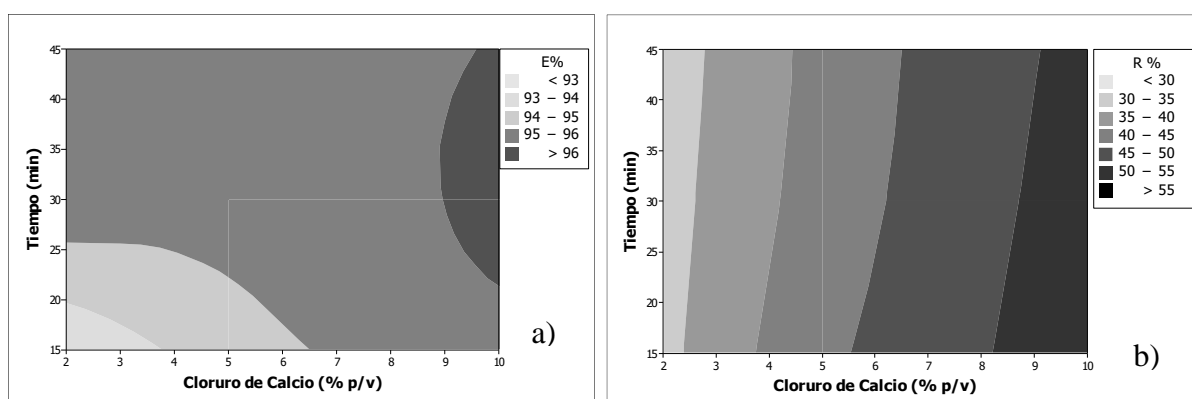 45
40
35
30
25
20
15
Tiempo (min)
2 3 4 5 6 7 8 9 10
Cloruro de Calcio (% p/v)
E%
< 93
93 – 94
94 – 95
95 – 96
> 96
a)
45
40
35
30
25
20
15
Tiempo (min)
2 3 4 5 6 7 8 9 10
Cloruro de Calcio (% p/v)
R %
< 30
30 – 35
35 – 40
40 – 45
45 – 50
50 – 55
> 55
b)